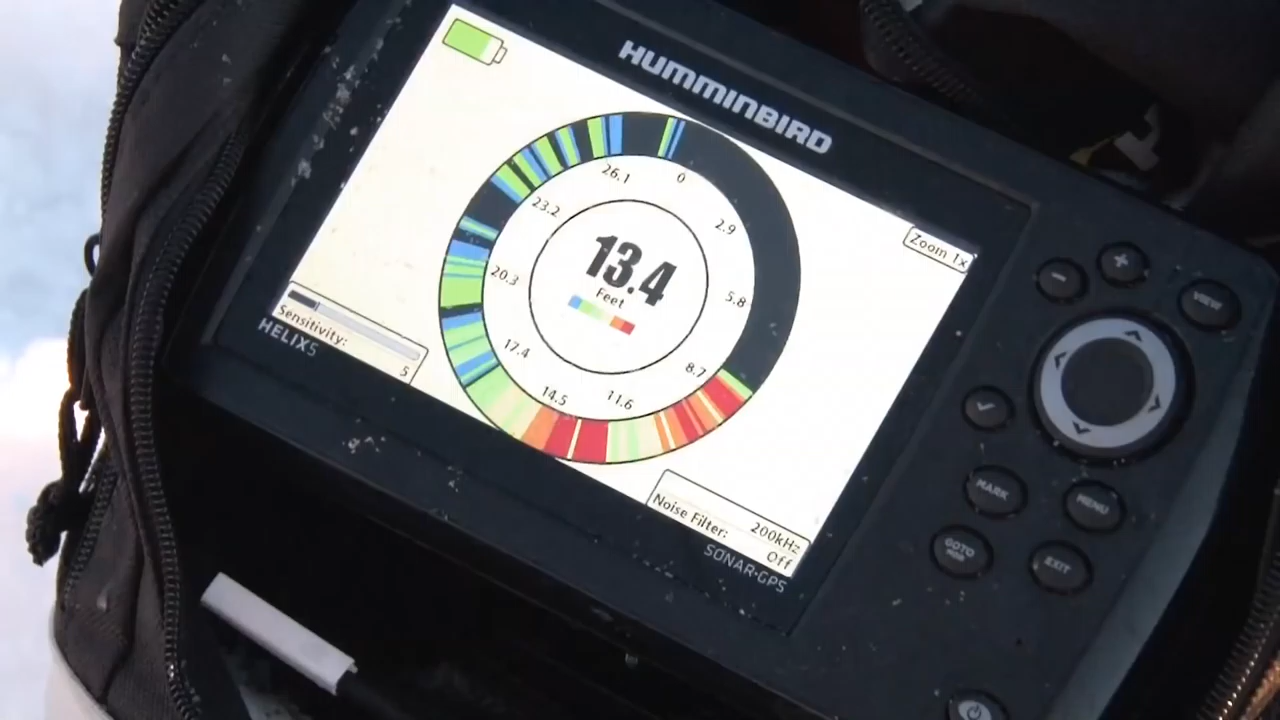 HUMMINBIRD
Zoom 1x
0
2.9
5.8
8.7
11.6
14.5
17.4
20.3
23.2
26.1
13.4
Feet
Sensitivity:
5
HELIX5
200kHz
Noise Filter: Off
SONAR•GPS
-
+
VIEW
MARK
MENU
GOTO
EXIT